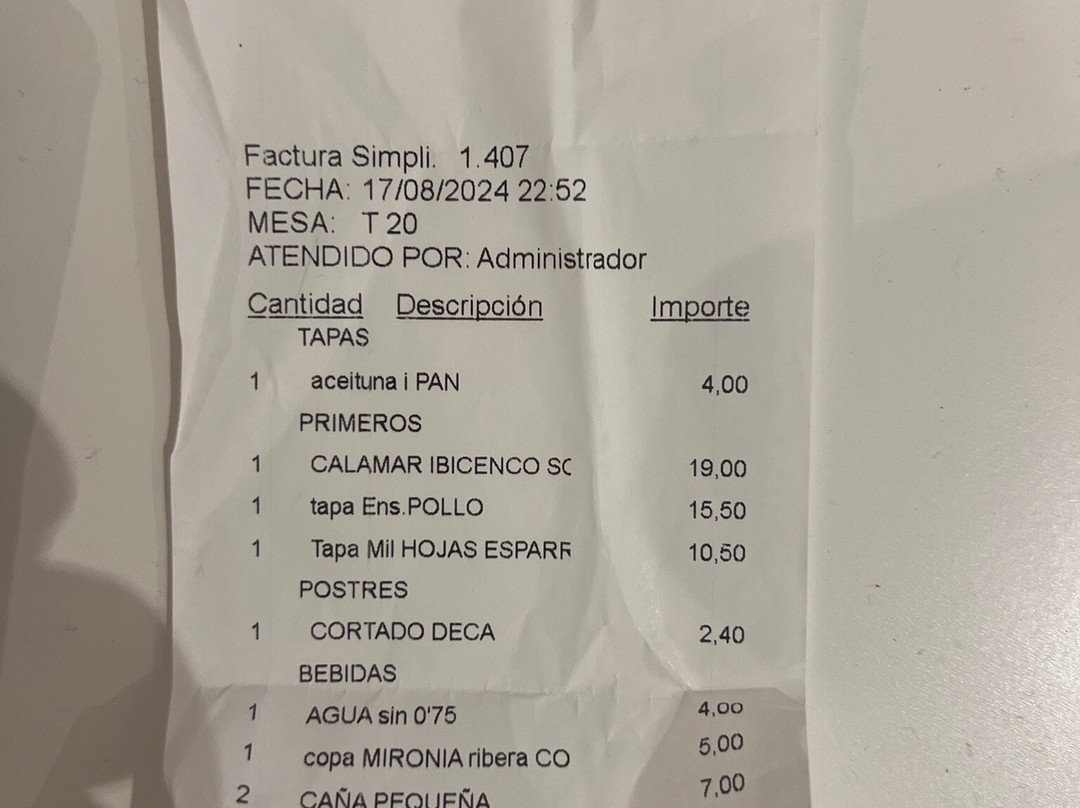 Factura Simpli. 1.407
FECHA: 17/08/2024 22:52
MESA: T 20
ATENDIDO POR: Administrador
Cantidad Descripción Importe
TAPAS
1 aceituna i PAN 4,00
PRIMEROS
1 CALAMAR IBICENCO SC 19,00
1 tapa Ens.POLLO 15,50
1 Tapa Mil HOJAS ESPARR 10,50
POSTRES
1 CORTADO DECA 2,40
BEBIDAS
1 AGUA sin 0'75 4,00
1 copa MIRONIA ribera CO 5,00
2 CAÑA PEQUEÑA 7,00